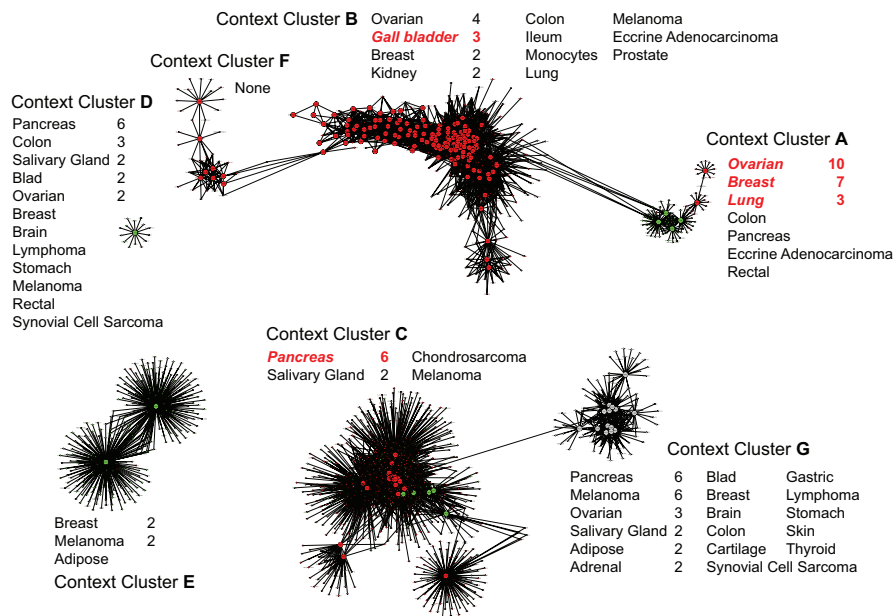 Context Cluster B
Ovarian 4 Colon Melanoma
Gall bladder 3 Ileum Eccrine Adenocarcinoma
Breast 2 Monocytes Prostate
Kidney 2 Lung
Context Cluster F
None
Context Cluster D
Pancreas 6
Colon 3
Salivary Gland 2
Blad 2
Ovarian 2
Breast
Brain
Lymphoma
Stomach
Melanoma
Rectal
Synovial Cell Sarcoma
Context Cluster A
Ovarian 10
Breast 7
Lung 3
Colon
Pancreas
Eccrine Adenocarcinoma
Rectal
Context Cluster C
Pancreas 6 Chondrosarcoma
Salivary Gland 2 Melanoma
Breast 2
Melanoma 2
Adipose
Context Cluster E
Context Cluster G
Pancreas 6 Blad Gastric
Melanoma 6 Breast Lymphoma
Ovarian 3 Brain Stomach
Salivary Gland 2 Colon Skin
Adipose 2 Cartilage Thyroid
Adrenal 2 Synovial Cell Sarcoma